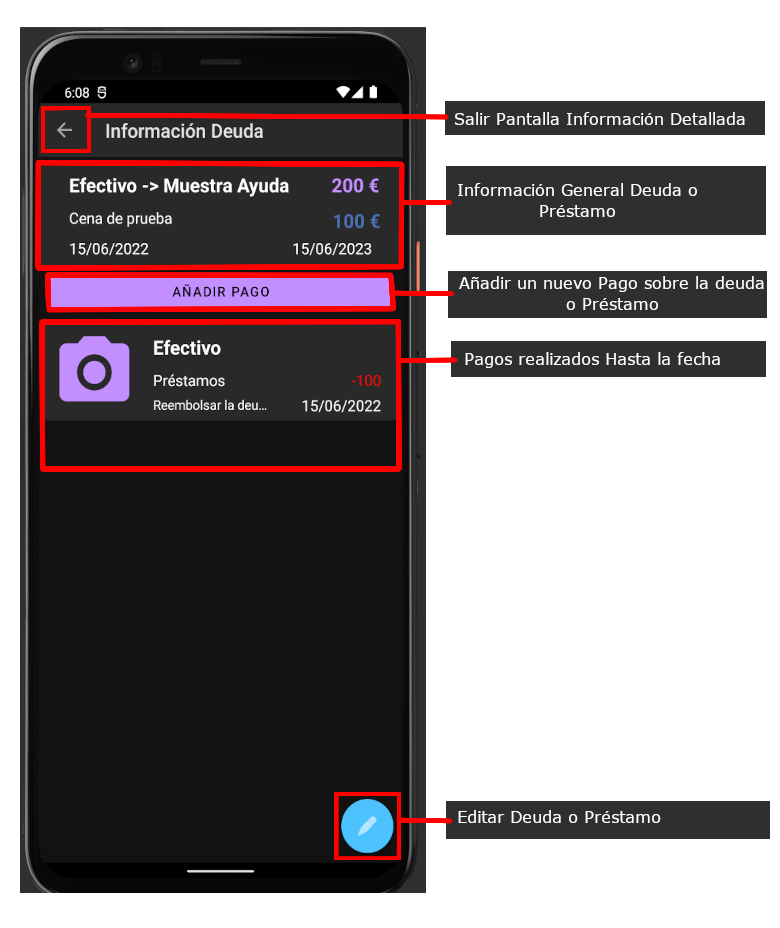 6:08
Información Deuda
Salir Pantalla Información Detallada
Efectivo -> Muestra Ayuda 200 €
Cena de prueba 100 €
15/06/2022 15/06/2023
Información General Deuda o
Préstamo
AÑADIR PAGO
Añadir un nuevo Pago sobre la deuda
o Préstamo
Efectivo
Préstamos -100
Reembolsar la deu... 15/06/2022
Pagos realizados Hasta la fecha
Editar Deuda o Préstamo